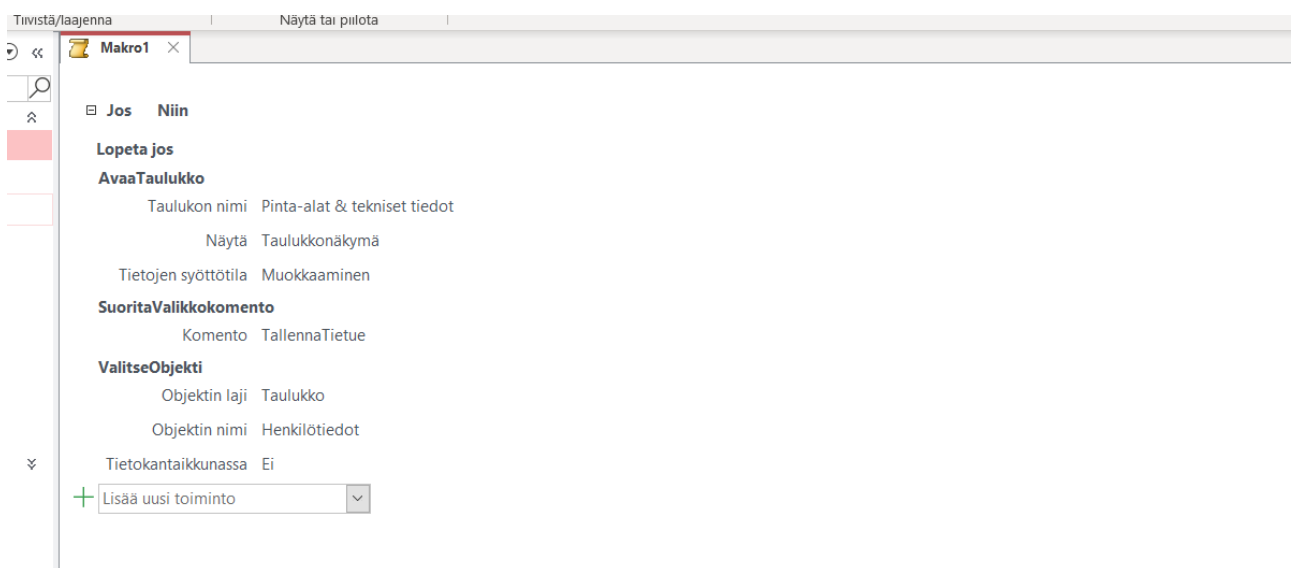 Tiivistä/laajenna Näytä tai piilota
Makro1
Jos Niin
Lopeta jos
AvaaTaulukko
Taulukon nimi Pinta-alat & tekniset tiedot
Näytä Taulukkonäkymä
Tietojen syöttötila Muokkaaminen
SuoritaValikkokomento
Komento TallennaTietue
ValitseObjekti
Objektin laji Taulukko
Objektin nimi Henkilötiedot
Tietokantaikkunassa Ei
Lisää uusi toiminto